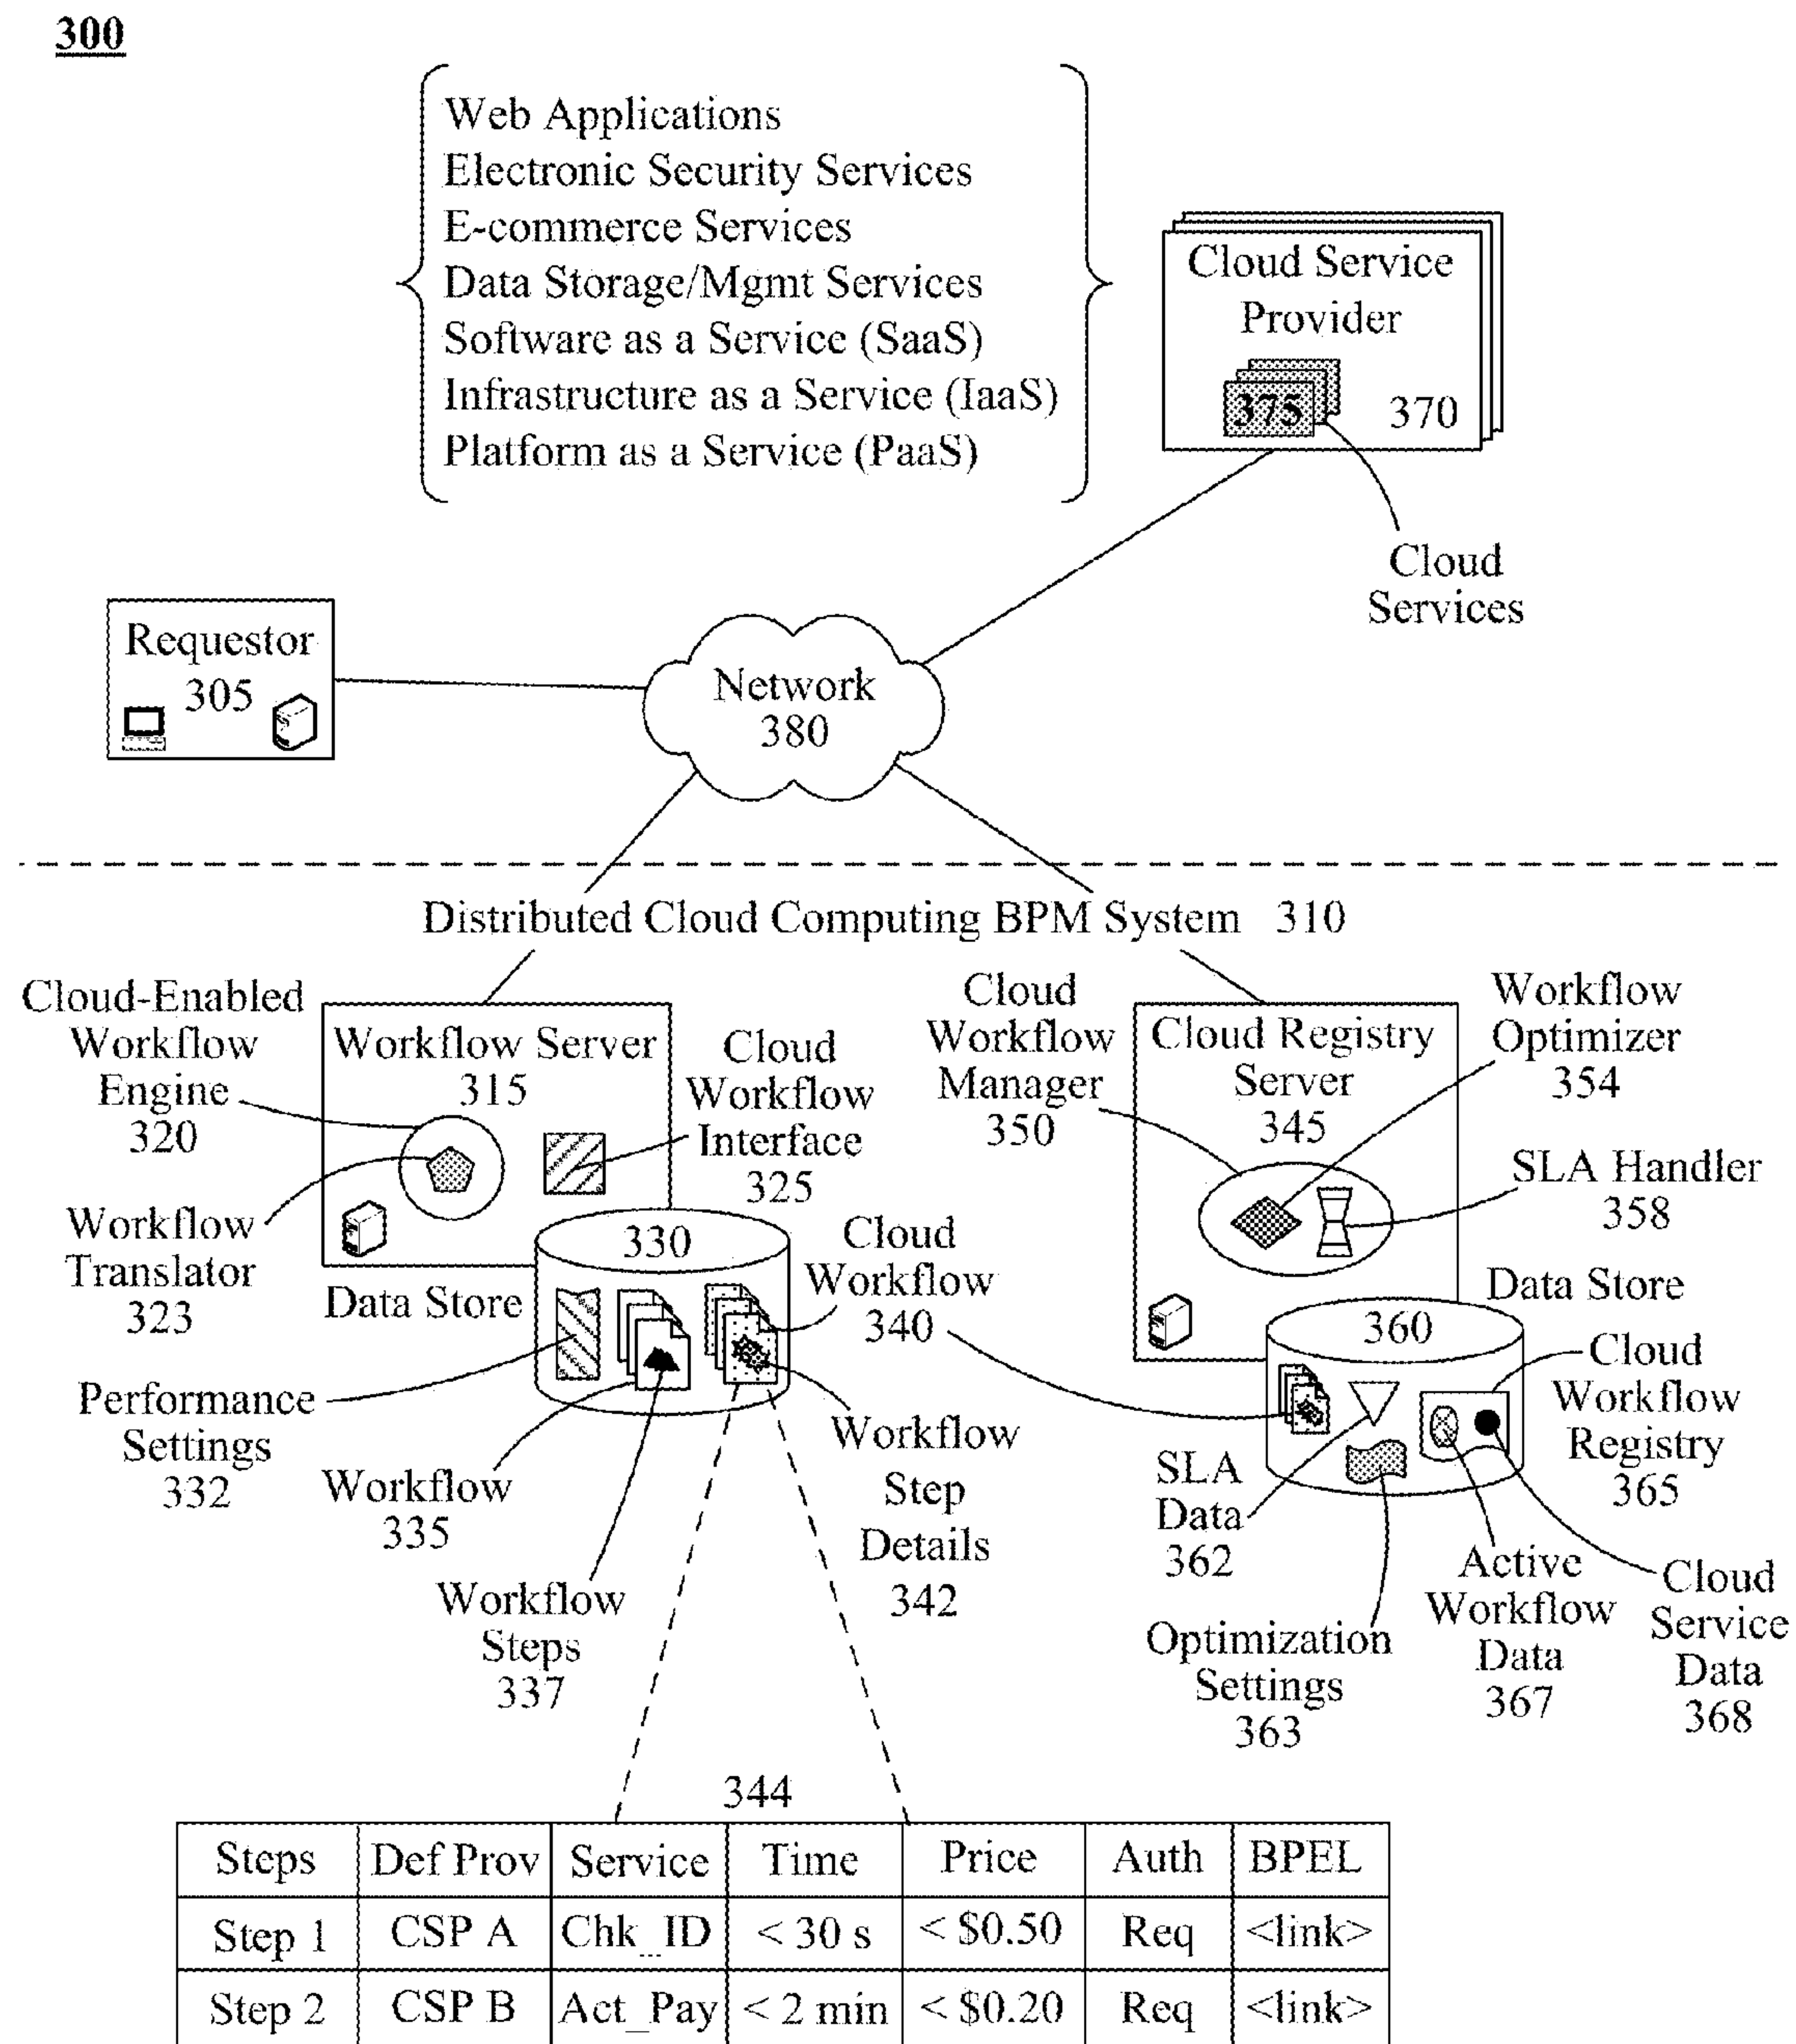 300
Web Applications
Electronic Security Services
E-commerce Services
Data Storage/Mgmt Services
Software as a Service (SaaS)
Infrastructure as a Service (IaaS)
Platform as a Service (PaaS)
Cloud Service
Provider
375
370
Cloud
Services
Requestor
305
Network
380
Distributed Cloud Computing BPM System 310
Cloud-Enabled
Workflow
Engine
320
Workflow Server
315
Cloud
Workflow
Interface
325
Workflow
Translator
323
Data Store
330
Cloud
Workflow
340
Performance
Settings
332
Workflow
335
Workflow
Steps
337
Workflow
Step
Details
342
Cloud
Workflow
Manager
350
Cloud Registry
Server
345
Workflow
Optimizer
354
SLA Handler
358
Data Store
360
Cloud
Workflow
Registry
365
SLA
Data
362
Optimization
Settings
363
Active
Workflow
Data
367
Cloud
Service
Data
368
344
Steps Def Prov Service Time Price Auth BPEL
Step 1 CSP A Chk_ID < 30 s < $0.50 Req <link>
Step 2 CSP B Act_Pay < 2 min < $0.20 Req <link>